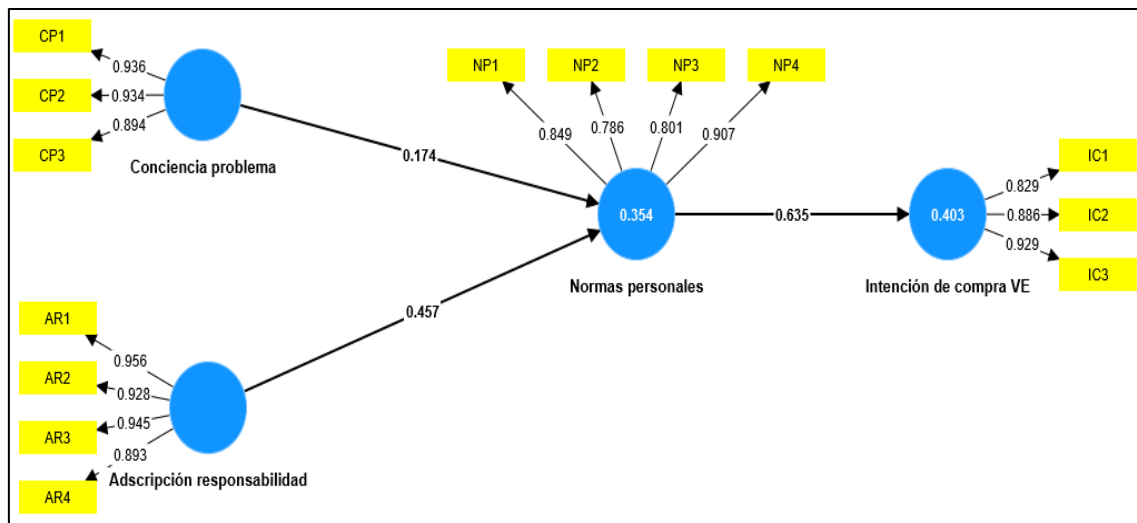 CP1
0.936
CP2
0.934
CP3
0.894
Conciencia problema
0.174
NP1
NP2
NP3
NP4
0.849
0.786
0.801
0.907
0.354
Normas personales
0.635
0.403
Intención de compra VE
IC1
0.829
IC2
0.886
IC3
0.929
0.457
AR1
0.956
AR2
0.928
AR3
0.945
AR4
0.893
Adscripción responsabilidad